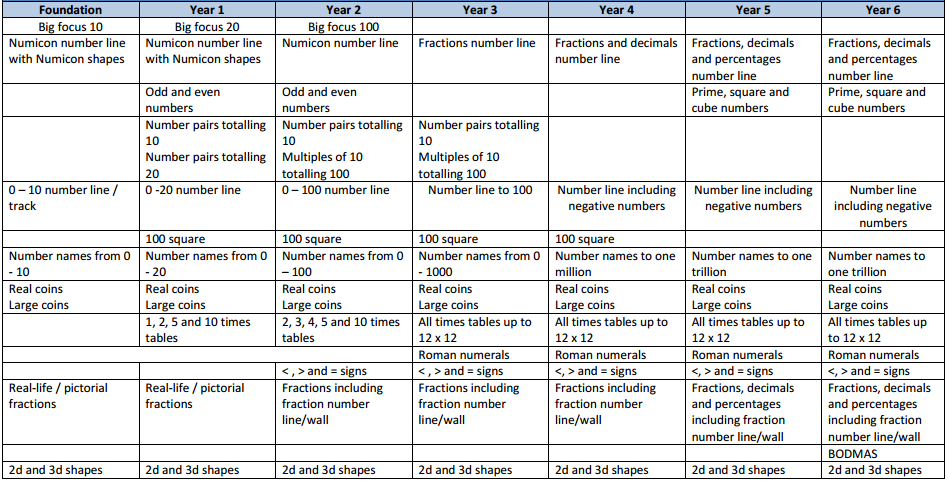 Foundation Year 1 Year 2 Year 3 Year 4 Year 5 Year 6
Big focus 10 Big focus 20 Big focus 100
Numicon number line Numicon number line Numicon number line Fractions number line Fractions and decimals Fractions, decimals Fractions, decimals
with Numicon shapes with Numicon shapes number line and percentages and percentages
number line number line
Odd and even Odd and even Prime, square and Prime, square and
numbers numbers cube numbers cube numbers
Number pairs totalling Number pairs totalling Number pairs totalling
10 10 10
Number pairs totalling Multiples of 10 Multiples of 10
20 totalling 100 totalling 100
0 – 10 number line / 0 -20 number line 0 – 100 number line Number line to 100 Number line including Number line including Number line
track negative numbers negative numbers including negative
numbers
100 square 100 square 100 square 100 square
Number names from 0 Number names from 0 Number names from 0 Number names from 0 Number names to one Number names to one Number names to
- 10 - 20 – 100 - 1000 million trillion one trillion
Real coins Real coins Real coins Real coins Real coins Real coins Real coins
Large coins Large coins Large coins Large coins Large coins Large coins Large coins
1, 2, 5 and 10 times 2, 3, 4, 5 and 10 times All times tables up to All times tables up to All times tables up to All times tables up
tables tables 12 x 12 12 x 12 12 x 12 to 12 x 12
Roman numerals Roman numerals Roman numerals Roman numerals
< , > and = signs < , > and = signs <, > and = signs <, > and = signs <, > and = signs
Real-life / pictorial Real-life / pictorial Fractions including Fractions including Fractions including Fractions, decimals Fractions, decimals
fractions fractions fraction number fraction number fraction number and percentages and percentages
line/wall line/wall line/wall including fraction including fraction
number line/wall number line/wall
BODMAS
2d and 3d shapes 2d and 3d shapes 2d and 3d shapes 2d and 3d shapes 2d and 3d shapes 2d and 3d shapes 2d and 3d shapes